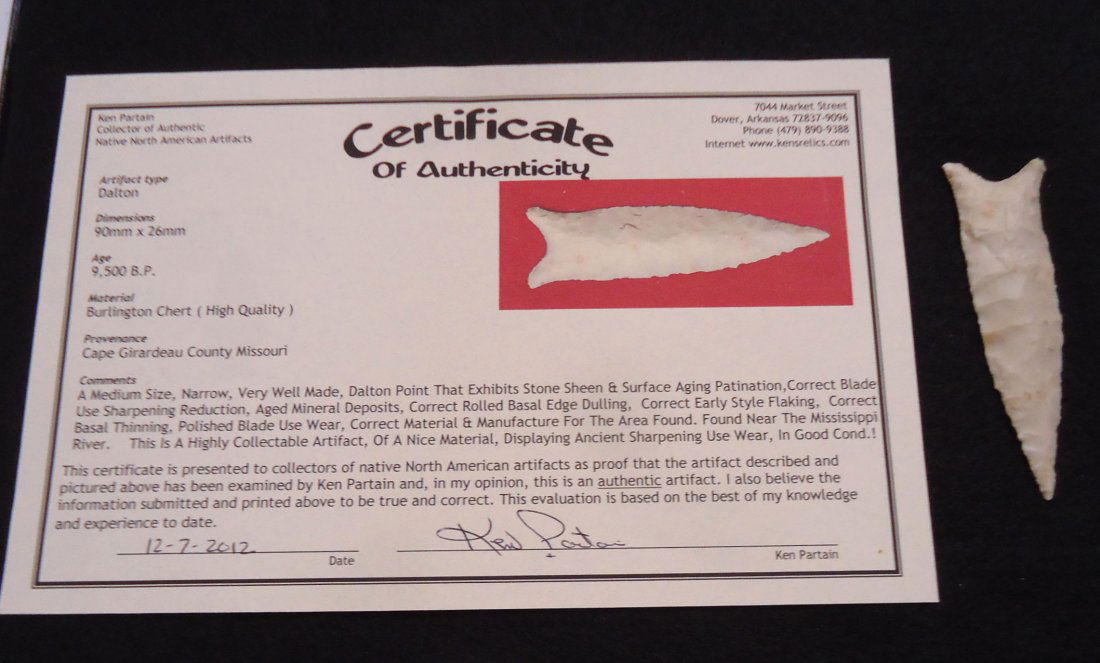 Ken Partain
Collector of Authentic
Native North American Artifacts
Certificate
Of Authenticity
7044 Market Street
Dover, Arkansas 72837-9096
Phone (479) 890-9388
Internet www.kensrelics.com
Artifact type
Dalton
Dimensions
90mm x 26mm
Age
9,500 B.P.
Material
Burlington Chert ( High Quality )
Provenance
Cape Girardeau County Missouri
Comments
A Medium Size, Narrow, Very Well Made, Dalton Point That Exhibits Stone Sheen & Surface Aging Patination,Correct Blade
Use Sharpening Reduction, Aged Mineral Deposits, Correct Rolled Basal Edge Dulling, Correct Early Style Flaking, Correct
Basal Thinning, Polished Blade Use Wear, Correct Material & Manufacture For The Area Found. Found Near The Mississippi
River. This Is A Highly Collectable Artifact, Of A Nice Material, Displaying Ancient Sharpening Use Wear, In Good Cond.!
This certificate is presented to collectors of native North American artifacts as proof that the artifact described and
pictured above has been examined by Ken Partain and, in my opinion, this is an authentic artifact. I also believe the
information submitted and printed above to be true and correct. This evaluation is based on the best of my knowledge
and experience to date.
12-7-2012
Ken Partain
Date
Ken Partain